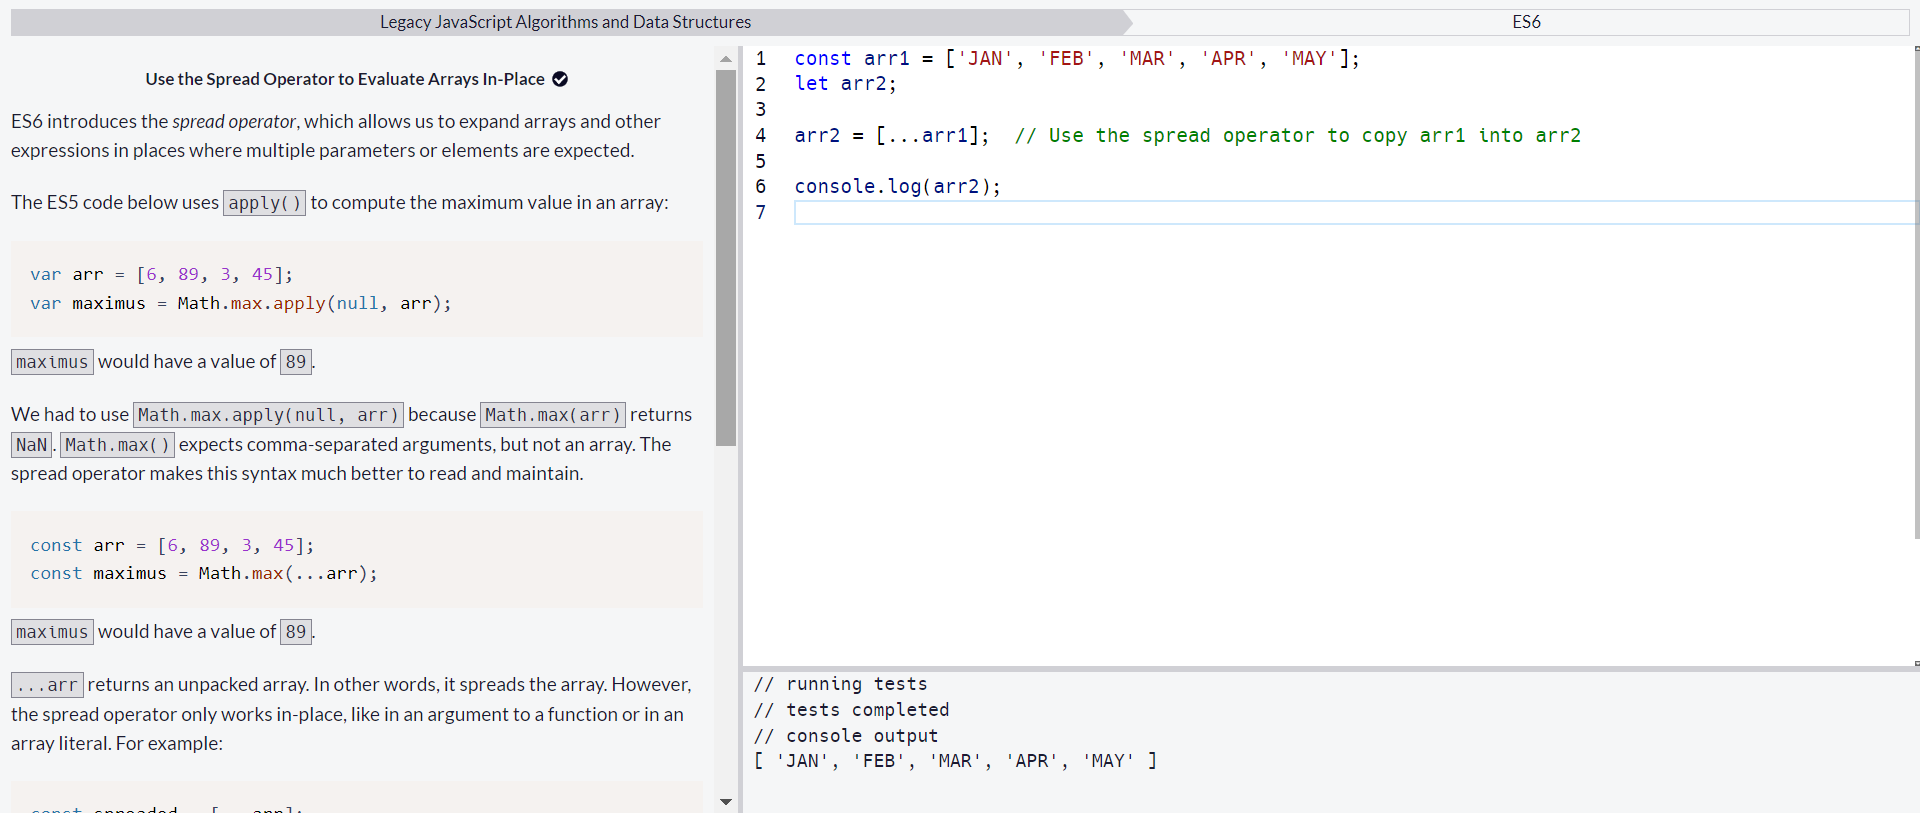 Legacy JavaScript Algorithms and Data Structures
ES6
Use the Spread Operator to Evaluate Arrays In-Place
ES6 introduces the spread operator, which allows us to expand arrays and other
expressions in places where multiple parameters or elements are expected.
The ES5 code below uses apply() to compute the maximum value in an array:
var arr = [6, 89, 3, 45];
var maximus = Math.max.apply(null, arr);
maximus would have a value of 89.
We had to use Math.max.apply(null, arr) because Math.max(arr) returns
NaN. Math.max() expects comma-separated arguments, but not an array. The
spread operator makes this syntax much better to read and maintain.
const arr = [6, 89, 3, 45];
const maximus = Math.max(...arr);
maximus would have a value of 89.
...arr returns an unpacked array. In other words, it spreads the array. However,
the spread operator only works in-place, like in an argument to a function or in an
array literal. For example:
const spreaded = [...arr];
1 const arr1 = ['JAN', 'FEB', 'MAR', 'APR', 'MAY'];
2 let arr2;
3
4 arr2 = [...arr1];  // Use the spread operator to copy arr1 into arr2
5
6 console.log(arr2);
7
// running tests
// tests completed
// console output
[ 'JAN', 'FEB', 'MAR', 'APR', 'MAY' ]